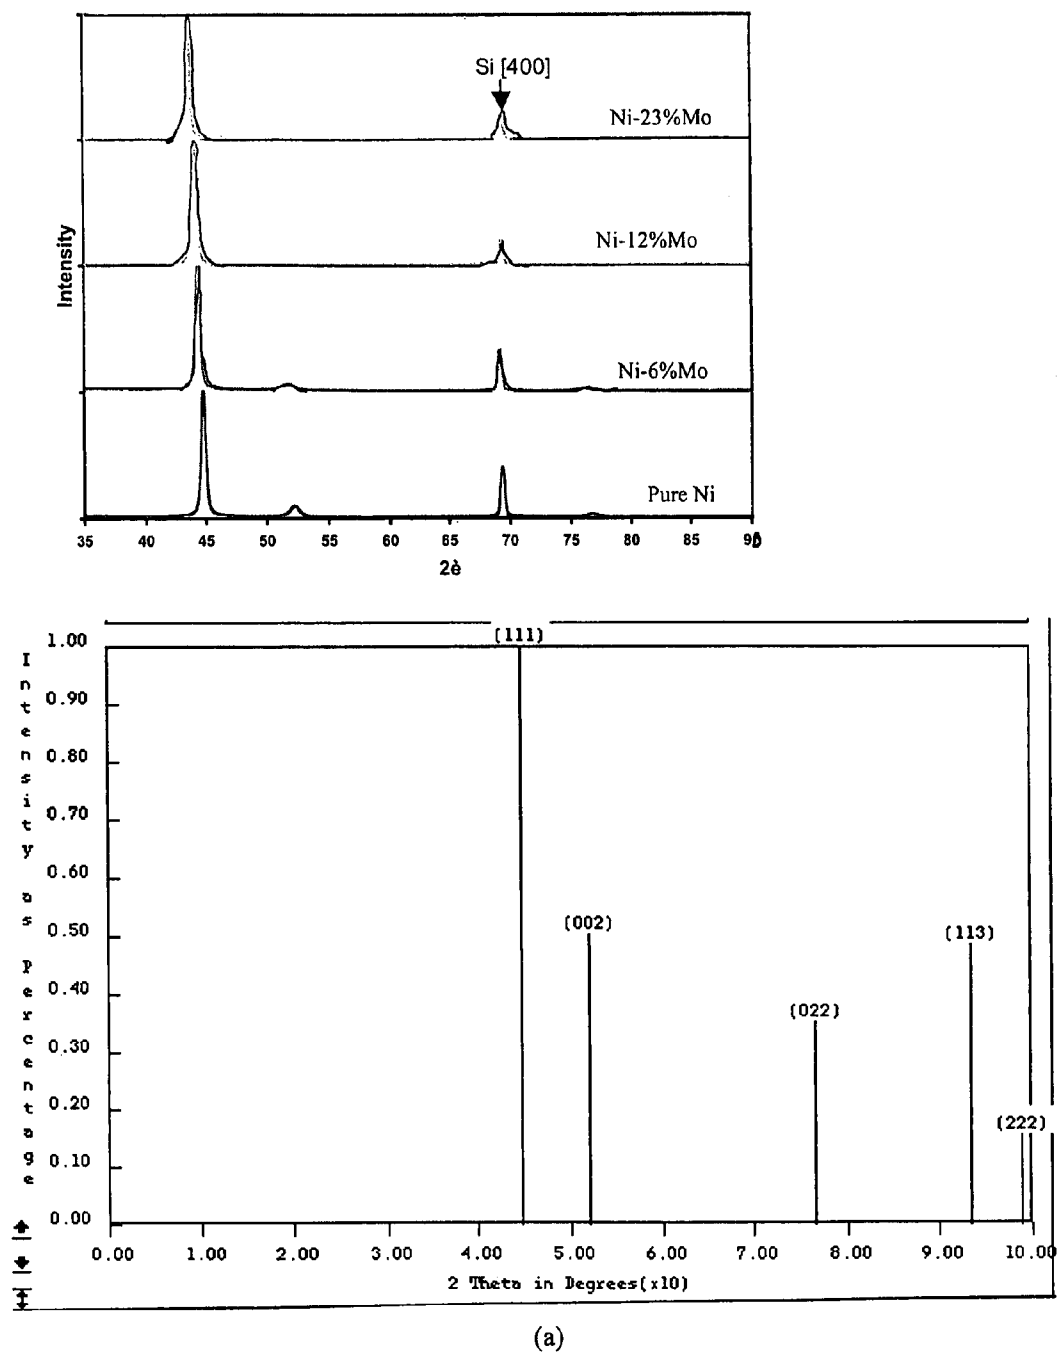 Si [400]
Ni-23%Mo
Ni-12%Mo
Ni-6%Mo
Pure Ni
Intensity
35 40 45 50 55 60 65 70 75 80 85 90
2è
(111)
(002)
(022)
(113)
(222)
Intensity as Percentage
1.00
0.90
0.80
0.70
0.60
0.50
0.40
0.30
0.20
0.10
0.00
0.00 1.00 2.00 3.00 4.00 5.00 6.00 7.00 8.00 9.00 10.00
2 Theta in Degrees(x10)
(a)